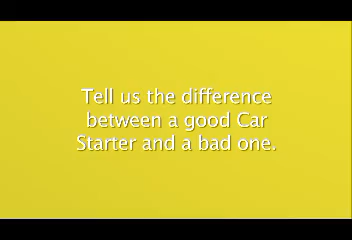 Tell us the difference
between a good Car
Starter and a bad one.